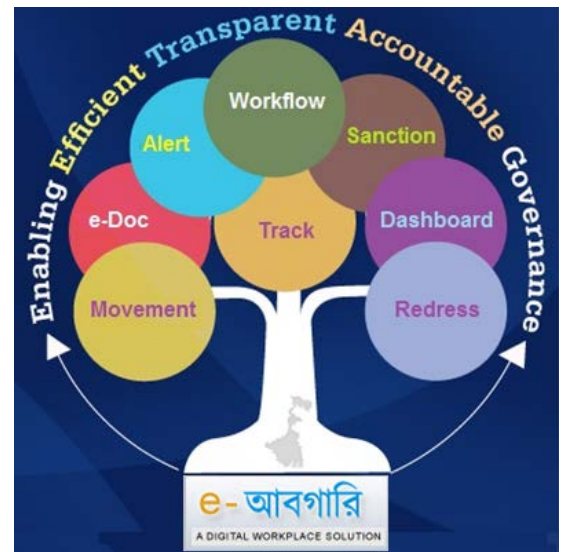 Enabling Efficient Transparent Accountable Governance
Workflow
Alert
Sanction
e-Doc
Track
Dashboard
Movement
Redress
e-আবগারি
A DIGITAL WORKPLACE SOLUTION